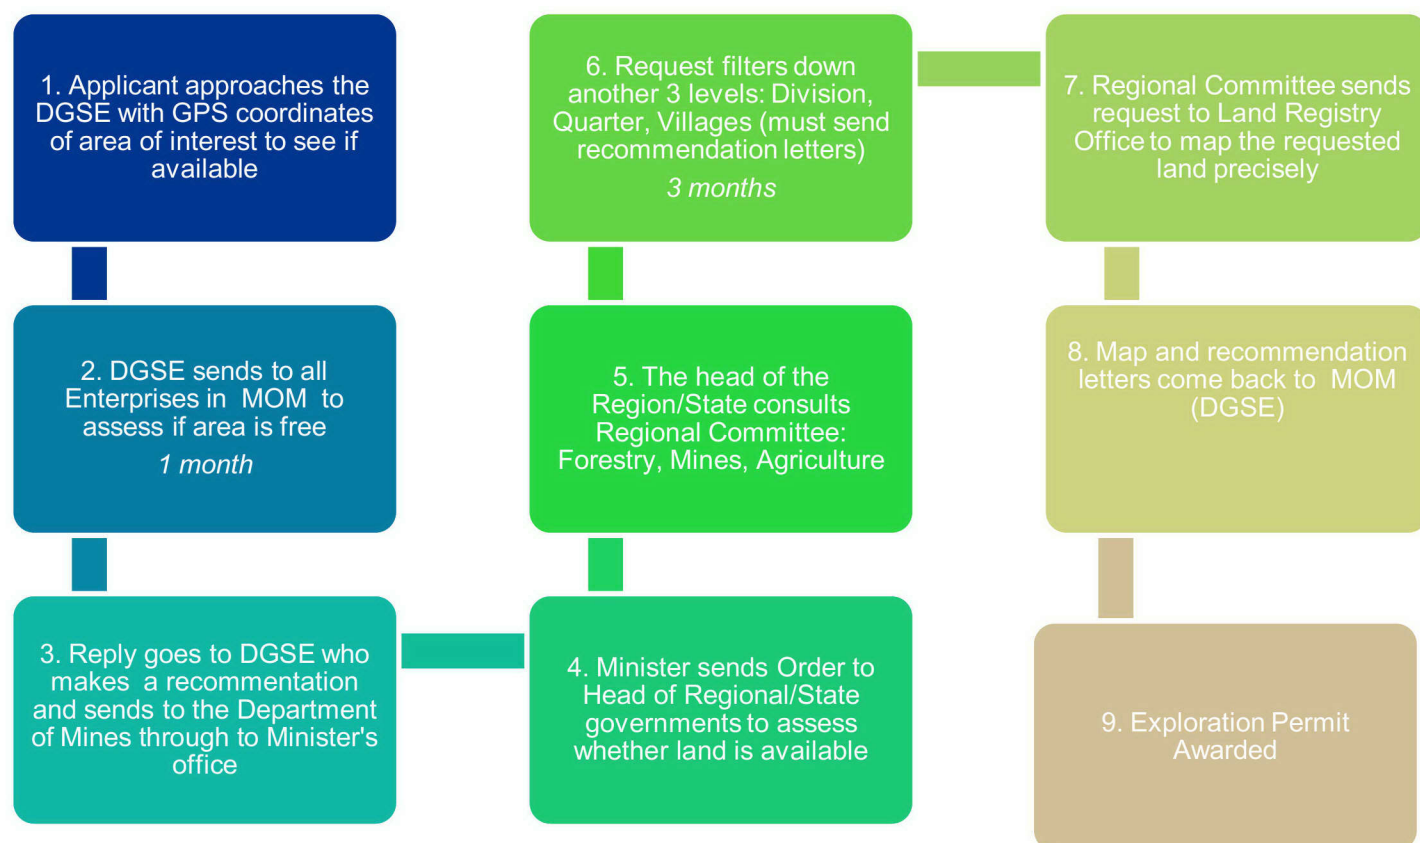 1. Applicant approaches the
DGSE with GPS coordinates
of area of interest to see if
available
2. DGSE sends to all
Enterprises in MOM to
assess if area is free
1 month
3. Reply goes to DGSE who
makes a recommentation
and sends to the Department
of Mines through to Minister's
office
4. Minister sends Order to
Head of Regional/State
governments to assess
whether land is available
5. The head of the
Region/State consults
Regional Committee:
Forestry, Mines, Agriculture
6. Request filters down
another 3 levels: Division,
Quarter, Villages (must send
recommendation letters)
3 months
7. Regional Committee sends
request to Land Registry
Office to map the requested
land precisely
8. Map and recommendation
letters come back to MOM
(DGSE)
9. Exploration Permit
Awarded